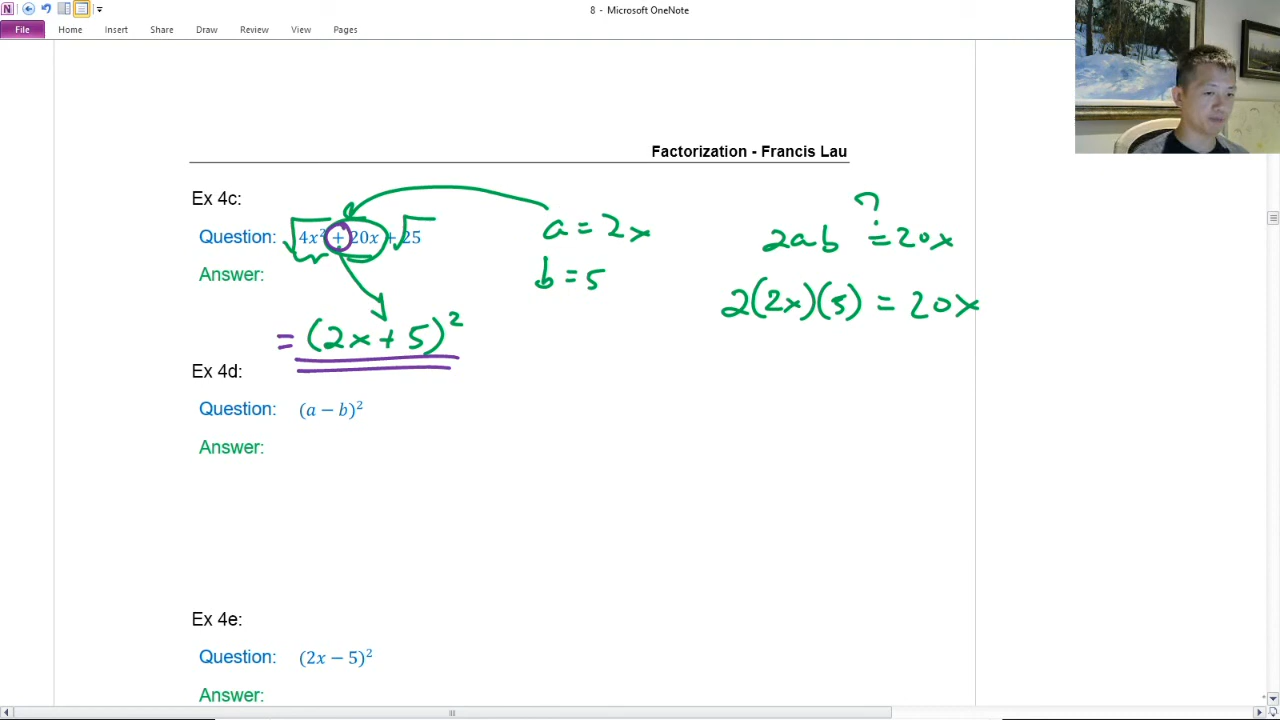 8 - Microsoft OneNote
File Home Insert Share Draw Review View Pages
Factorization - Francis Lau
Ex 4c:
Question: √4x² + 20x + √25
Answer:
a = 2x
b = 5
2ab ≟ 20x
2(2x)(5) = 20x
= (2x + 5)²
Ex 4d:
Question: (a − b)²
Answer:
Ex 4e:
Question: (2x − 5)²
Answer: